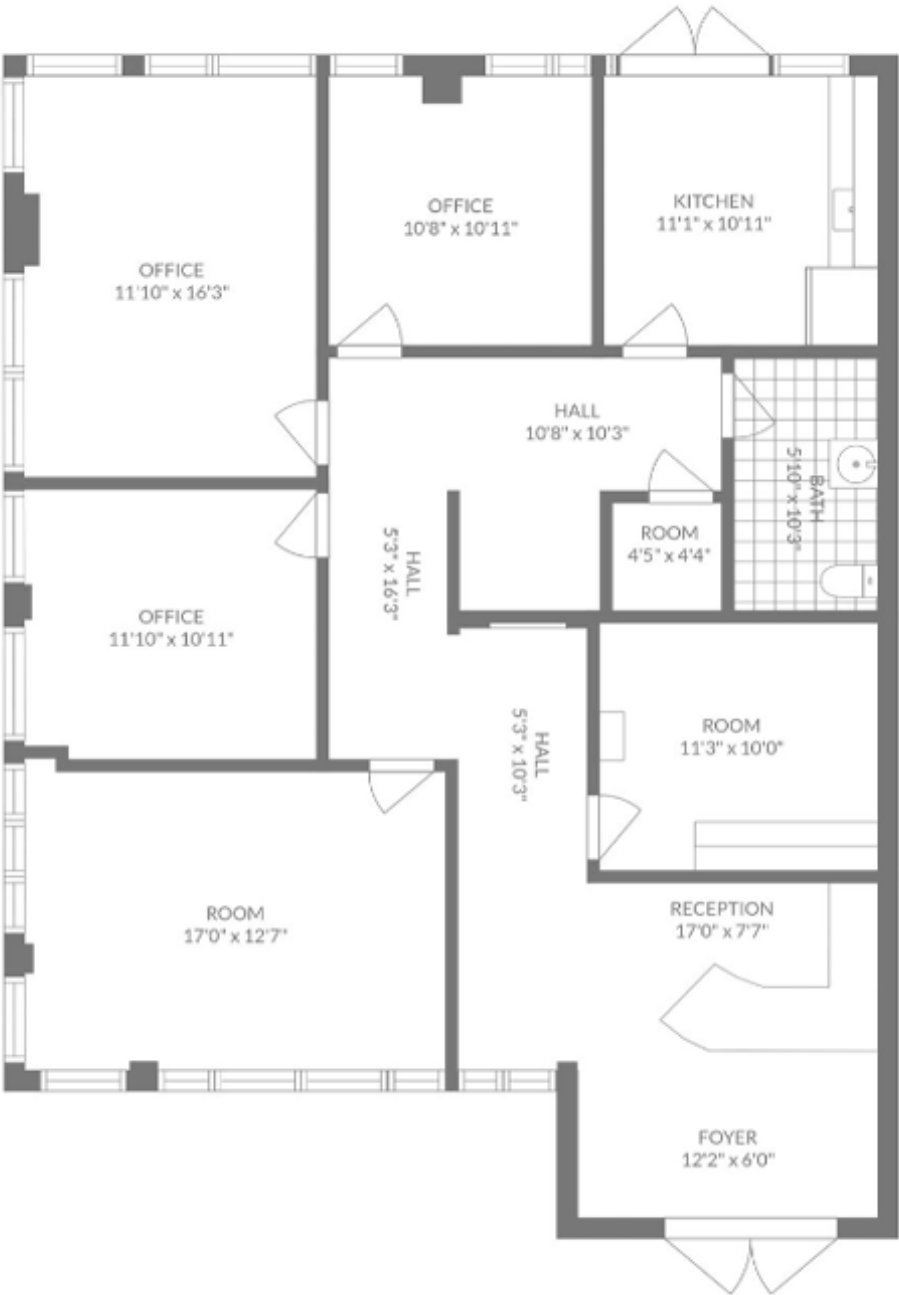 OFFICE
10'8" x 10'11"
KITCHEN
11'1" x 10'11"
OFFICE
11'10" x 16'3"
HALL
10'8" x 10'3"
BATH
5'10" x 10'3"
ROOM
4'5" x 4'4"
HALL
5'3" x 16'3"
OFFICE
11'10" x 10'11"
HALL
5'3" x 10'3"
ROOM
11'3" x 10'0"
ROOM
17'0" x 12'7"
RECEPTION
17'0" x 7'7"
FOYER
12'2" x 6'0"